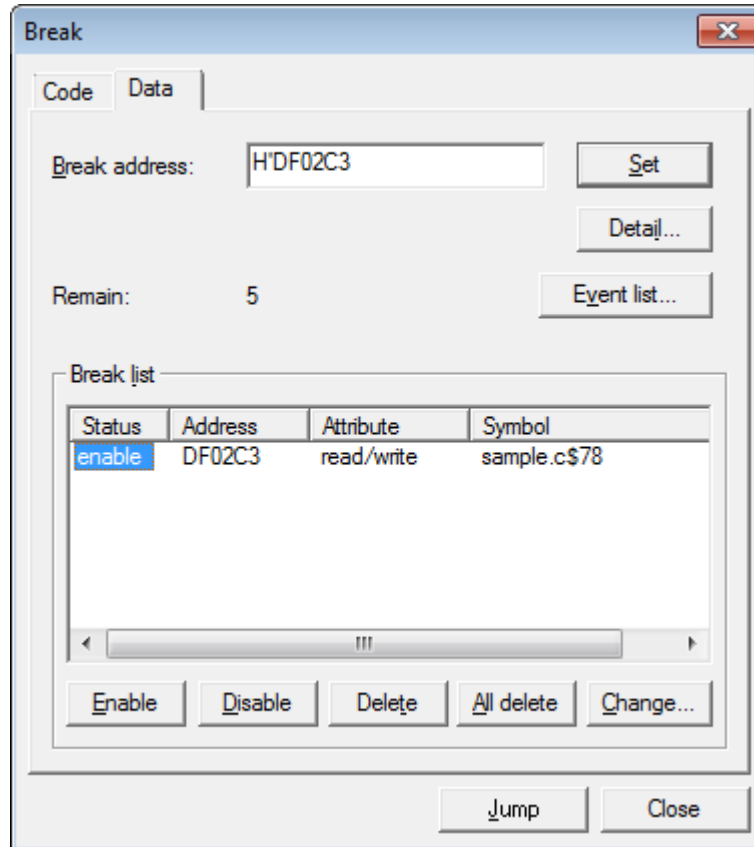 Break
Code Data
Break address: H'DF02C3 Set
Detail...
Remain: 5 Event list...
Break list
Status Address Attribute Symbol
enable DF02C3 read/write sample.c$78
Enable Disable Delete All delete Change...
Jump Close